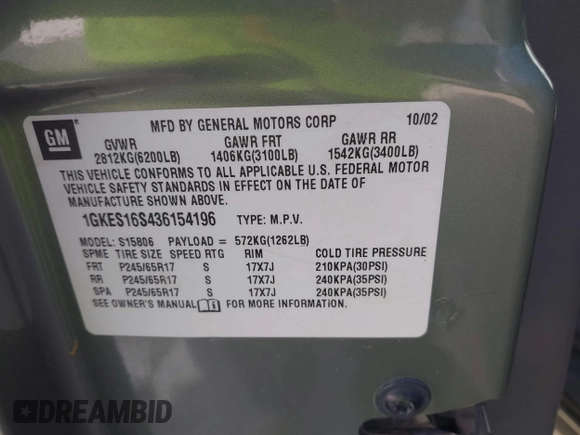 GM
MFD BY GENERAL MOTORS CORP 10/02
GVWR GAWR FRT GAWR RR
2812KG(6200LB) 1406KG(3100LB) 1542KG(3400LB)
THIS VEHICLE CONFORMS TO ALL APPLICABLE U.S. FEDERAL MOTOR
VEHICLE SAFETY STANDARDS IN EFFECT ON THE DATE OF
MANUFACTURE SHOWN ABOVE.
1GKES16S436154196 TYPE: M.P.V.
MODEL: S15806 PAYLOAD = 572KG(1262LB)
SPME TIRE SIZE SPEED RTG RIM COLD TIRE PRESSURE
FRT P245/65R17 S 17X7J 210KPA(30PSI)
RR P245/65R17 S 17X7J 240KPA(35PSI)
SPA P245/65R17 S 17X7J 240KPA(35PSI)
SEE OWNER'S MANUAL FOR MORE INFORMATION.
DREAMBID